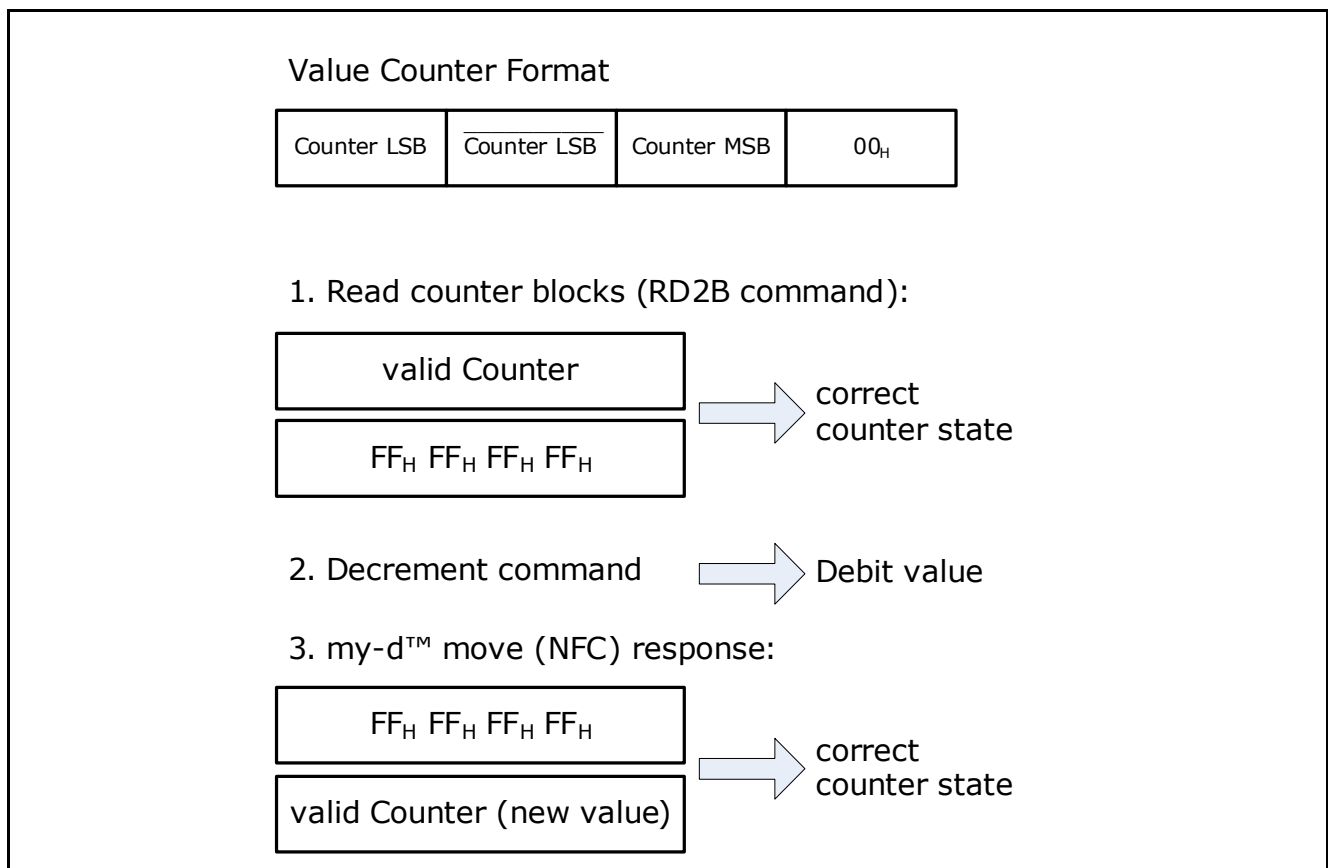 Value Counter Format
Counter LSB Counter LSB Counter MSB 00H
1. Read counter blocks (RD2B command):
valid Counter
FFH FFH FFH FFH
correct
counter state
2. Decrement command Debit value
3. my-d™ move (NFC) response:
FFH FFH FFH FFH
valid Counter (new value)
correct
counter state